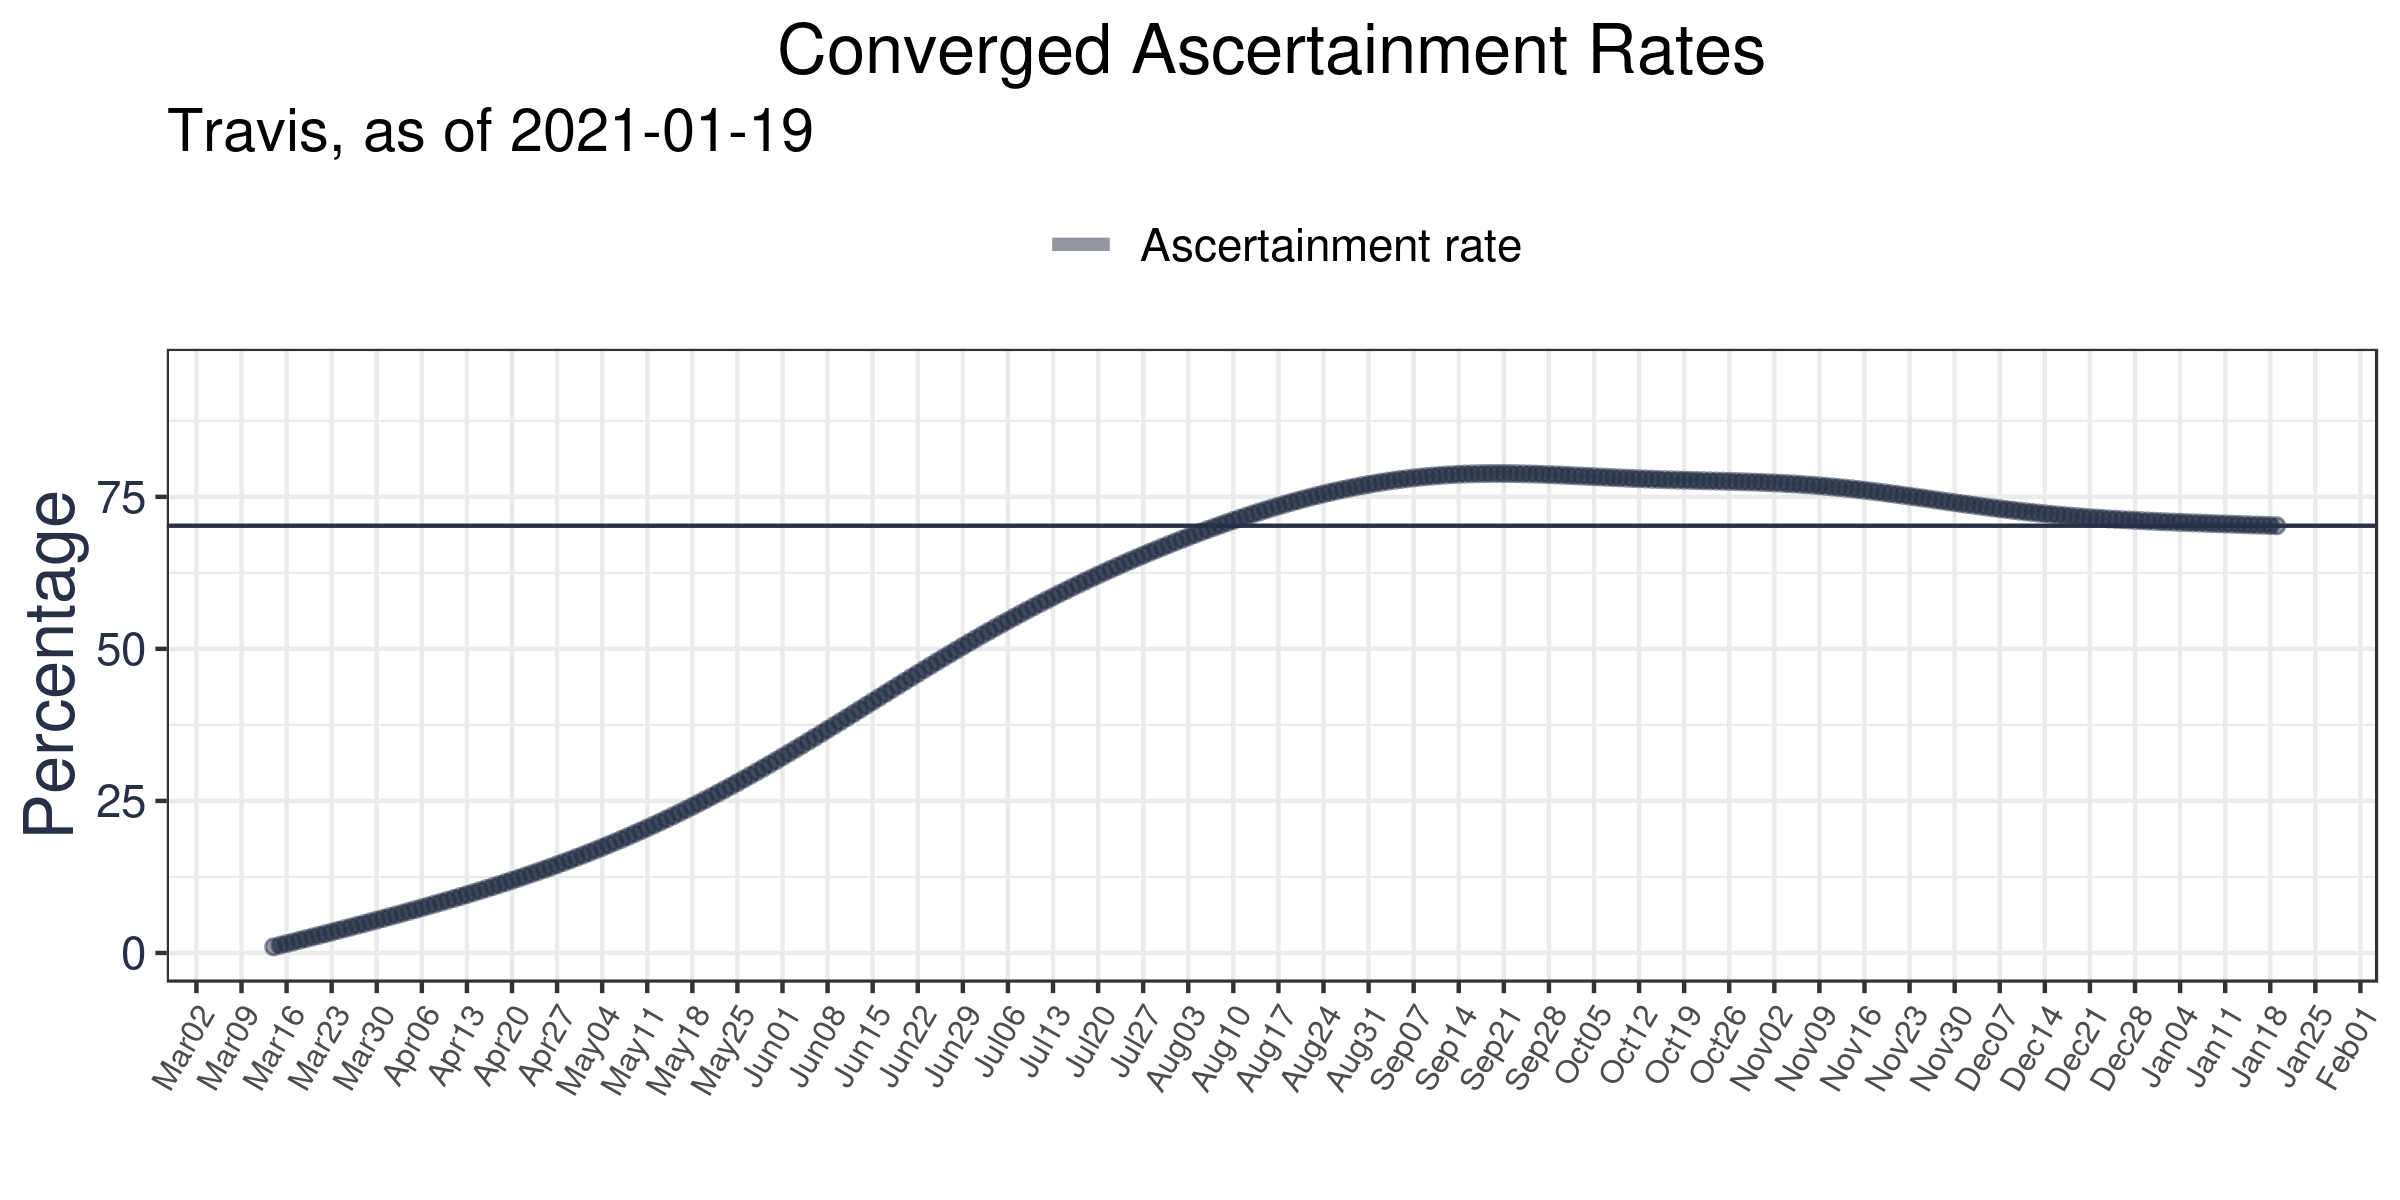 Converged Ascertainment Rates
Travis, as of 2021-01-19
Ascertainment rate
Percentage
75
50
25
0
Mar02
Mar09
Mar16
Mar23
Mar30
Apr06
Apr13
Apr20
Apr27
May04
May11
May18
May25
Jun01
Jun08
Jun15
Jun22
Jun29
Jul06
Jul13
Jul20
Jul27
Aug03
Aug10
Aug17
Aug24
Aug31
Sep07
Sep14
Sep21
Sep28
Oct05
Oct12
Oct19
Oct26
Nov02
Nov09
Nov16
Nov23
Nov30
Dec07
Dec14
Dec21
Dec28
Jan04
Jan11
Jan18
Jan25
Feb01